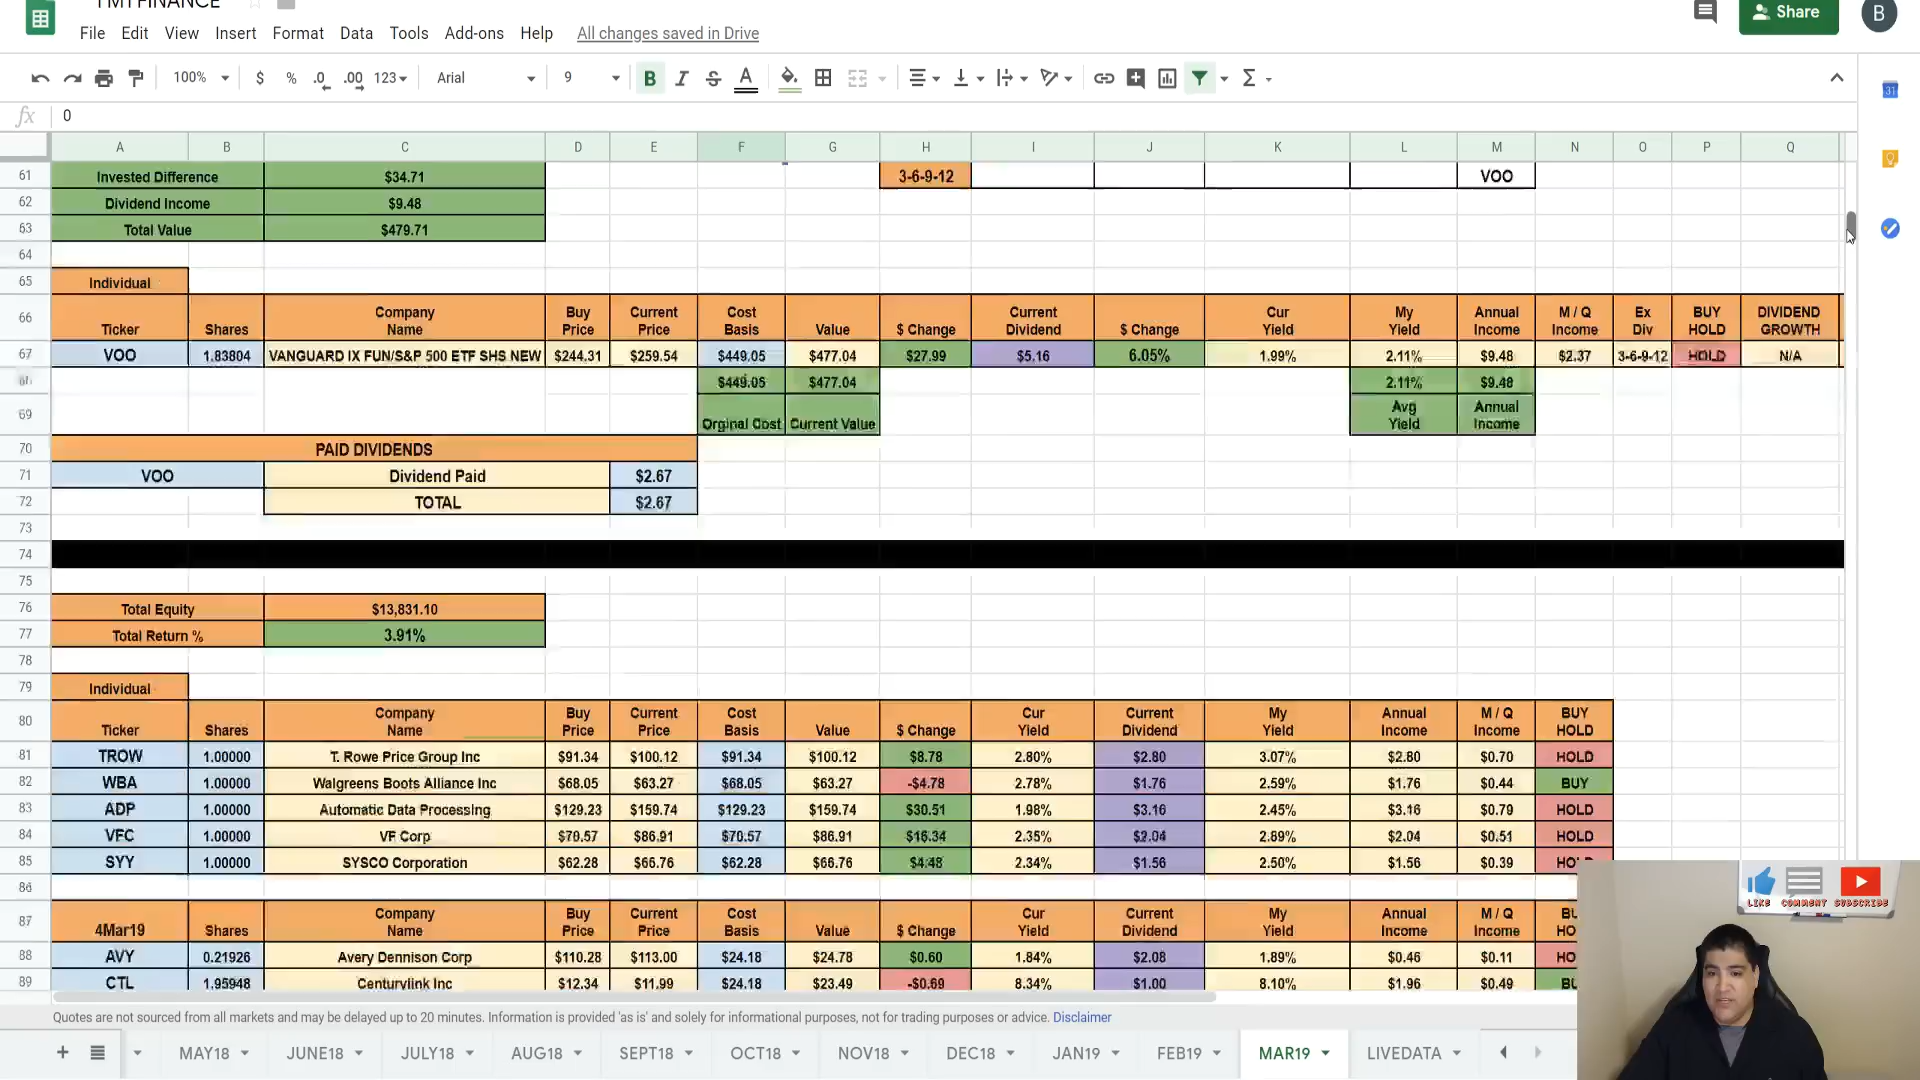 File Edit View Insert Format Data Tools Add-ons Help All changes saved in Drive Share B
100% $ % .0 .00 123 Arial 9 B I S A Σ
fx 0
A B C D E F G H I J K L M N O P Q
61 Invested Difference $34.71 3-6-9-12 VOO
62 Dividend Income $9.48
63 Total Value $479.71
64
65 Individual
66 Ticker Shares Company Name Buy Price Current Price Cost Basis Value $ Change Current Dividend $ Change Cur Yield My Yield Annual Income M / Q Income Ex Div BUY HOLD DIVIDEND GROWTH
67 VOO 1.83804 VANGUARD IX FUN/S&P 500 ETF SHS NEW $244.31 $259.54 $449.05 $477.04 $27.99 $5.16 6.05% 1.99% 2.11% $9.48 $2.37 3-6-9-12 HOLD N/A
68 $449.05 $477.04 2.11% $9.48
69 Orginal Cost Current Value Avg Yield Annual Income
70 PAID DIVIDENDS
71 VOO Dividend Paid $2.67
72 TOTAL $2.67
73
74
75
76 Total Equity $13,831.10
77 Total Return % 3.91%
78
79 Individual
80 Ticker Shares Company Name Buy Price Current Price Cost Basis Value $ Change Cur Yield Current Dividend My Yield Annual Income M / Q Income BUY HOLD
81 TROW 1.00000 T. Rowe Price Group Inc $91.34 $100.12 $91.34 $100.12 $8.78 2.80% $2.80 3.07% $2.80 $0.70 HOLD
82 WBA 1.00000 Walgreens Boots Alliance Inc $68.05 $63.27 $68.05 $63.27 -$4.78 2.78% $1.76 2.59% $1.76 $0.44 BUY
83 ADP 1.00000 Automatic Data Processing $129.23 $159.74 $129.23 $159.74 $30.51 1.98% $3.16 2.45% $3.16 $0.79 HOLD
84 VFC 1.00000 VF Corp $70.57 $86.91 $70.57 $86.91 $16.34 2.35% $2.04 2.89% $2.04 $0.51 HOLD
85 SYY 1.00000 SYSCO Corporation $62.28 $66.76 $62.28 $66.76 $4.48 2.34% $1.56 2.50% $1.56 $0.39
86
87 4Mar19 Shares Company Name Buy Price Current Price Cost Basis Value $ Change Cur Yield Current Dividend My Yield Annual Income M / Q Income
88 AVY 0.21926 Avery Dennison Corp $110.28 $113.00 $24.18 $24.78 $0.60 1.84% $2.08 1.89% $0.46 $0.11
89 CTL 1.95948 Centurylink Inc $12.34 $11.99 $24.18 $23.49 -$0.69 8.34% $1.00 8.10% $1.96 $0.49
LIKE COMMENT SUBSCRIBE
Quotes are not sourced from all markets and may be delayed up to 20 minutes. Information is provided 'as is' and solely for informational purposes, not for trading purposes or advice. Disclaimer
MAY18 JUNE18 JULY18 AUG18 SEPT18 OCT18 NOV18 DEC18 JAN19 FEB19 MAR19 LIVEDATA